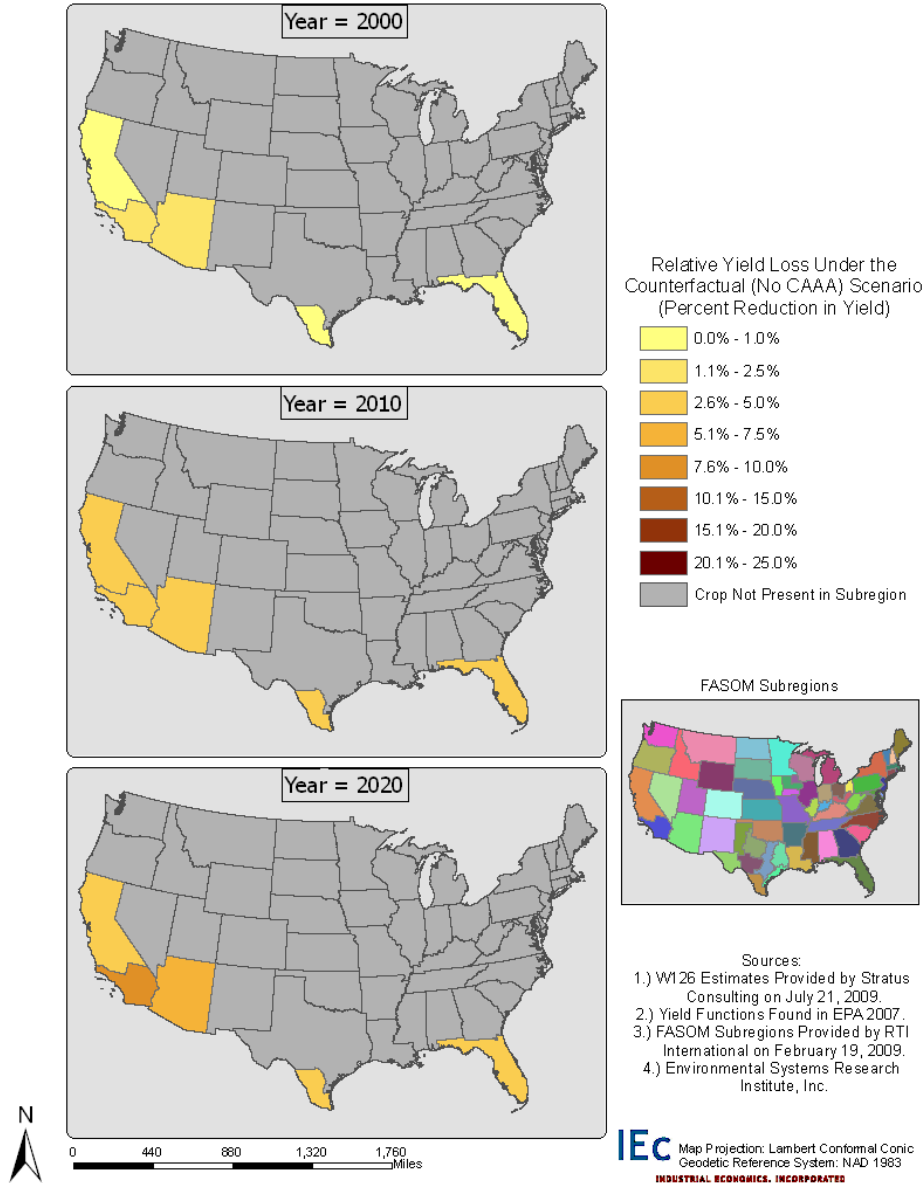 Year = 2000
Relative Yield Loss Under the
Counterfactual (No CAAA) Scenario
(Percent Reduction in Yield)
0.0% - 1.0%
1.1% - 2.5%
2.6% - 5.0%
5.1% - 7.5%
7.6% - 10.0%
10.1% - 15.0%
15.1% - 20.0%
20.1% - 25.0%
Crop Not Present in Subregion
Year = 2010
FASOM Subregions
Year = 2020
Sources:
1.) W126 Estimates Provided by Stratus
Consulting on July 21, 2009.
2.) Yield Functions Found in EPA 2007.
3.) FASOM Subregions Provided by RTI
International on February 19, 2009.
4.) Environmental Systems Research
Institute, Inc.
N
0 440 880 1,320 1,760
Miles
IEc
Map Projection: Lambert Conformal Conic
Geodetic Reference System: NAD 1983
INDUSTRIAL ECONOMICS, INCORPORATED